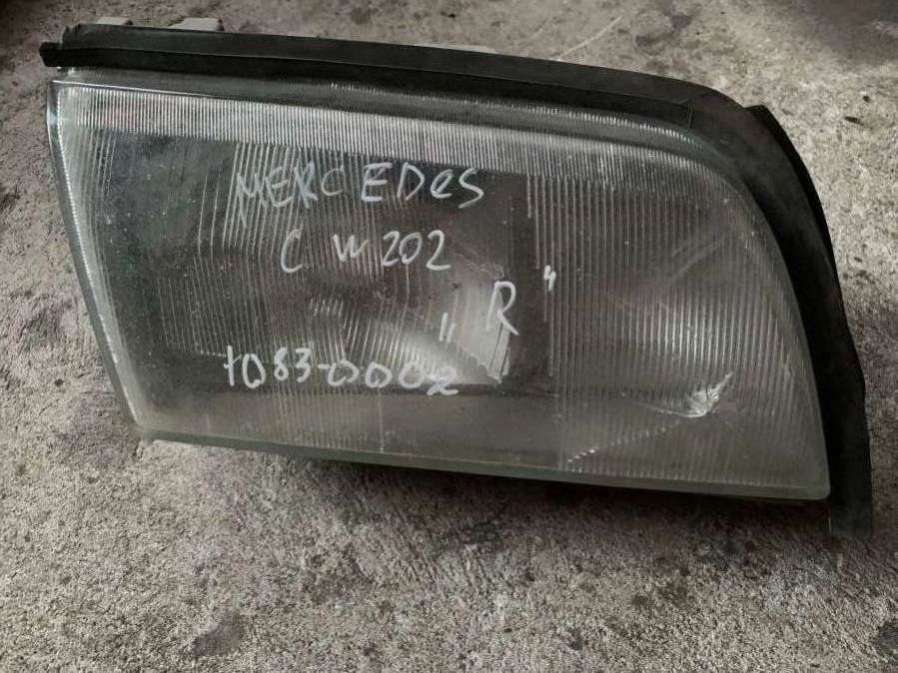 MERCEDES
C W202
"R"
1083-0002